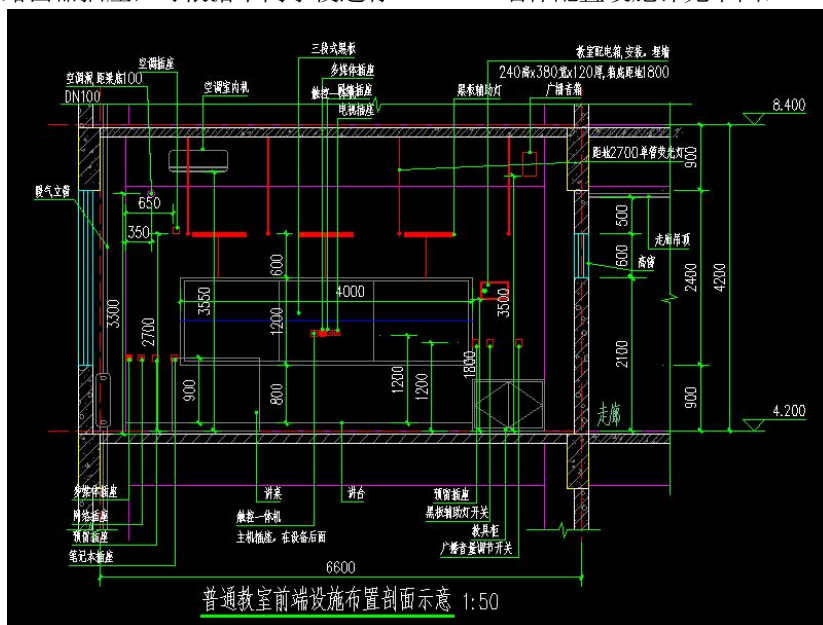 三段式黑板
教室配电箱,安装, 埋墙
空调插座
多媒体插座
240高x380宽x120厚,箱底距地1800
空调洞,距梁底100
空调室内机
网络插座
黑板辅助灯
广播音箱
DN100
电视插座
8.400
距地2700单管荧光灯
900
暖气立管
650
500
350
走廊吊顶
600
600
高窗
4000
3550
3500
2400
4200
3300
2700
1200
2100
1800
900
800
1200
1200
900
走廊
4.200
多媒体插座
讲桌
讲台
预留插座
网络插座
触控一体机
黑板辅助灯开关
预留插座
主机插座, 在设备后面
教具柜
笔记本插座
广播音量调节开关
6600
普通教室前端设施布置剖面示意 1:50